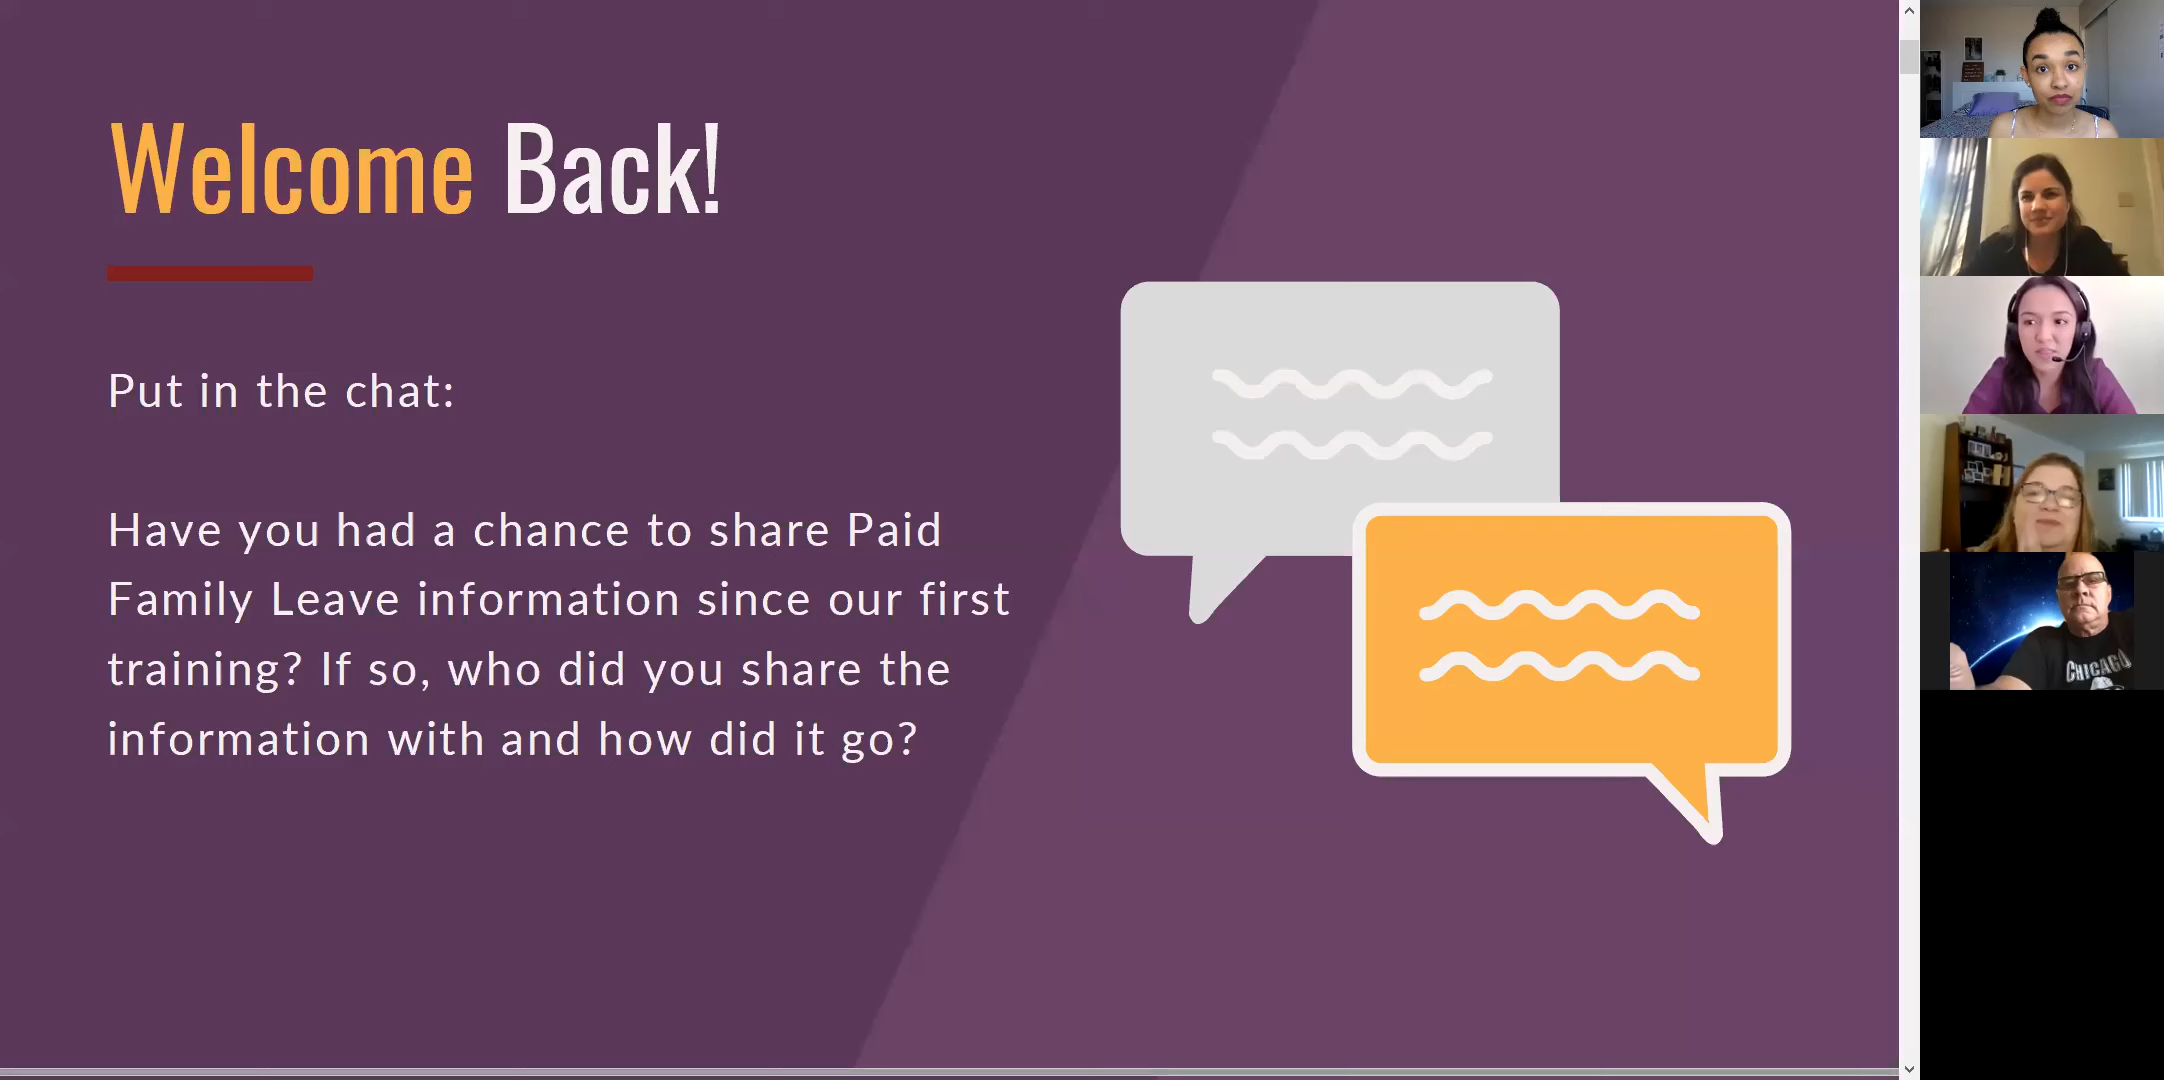 Welcome Back!
Put in the chat:
Have you had a chance to share Paid
Family Leave information since our first
training? If so, who did you share the
information with and how did it go?
CHICAGO